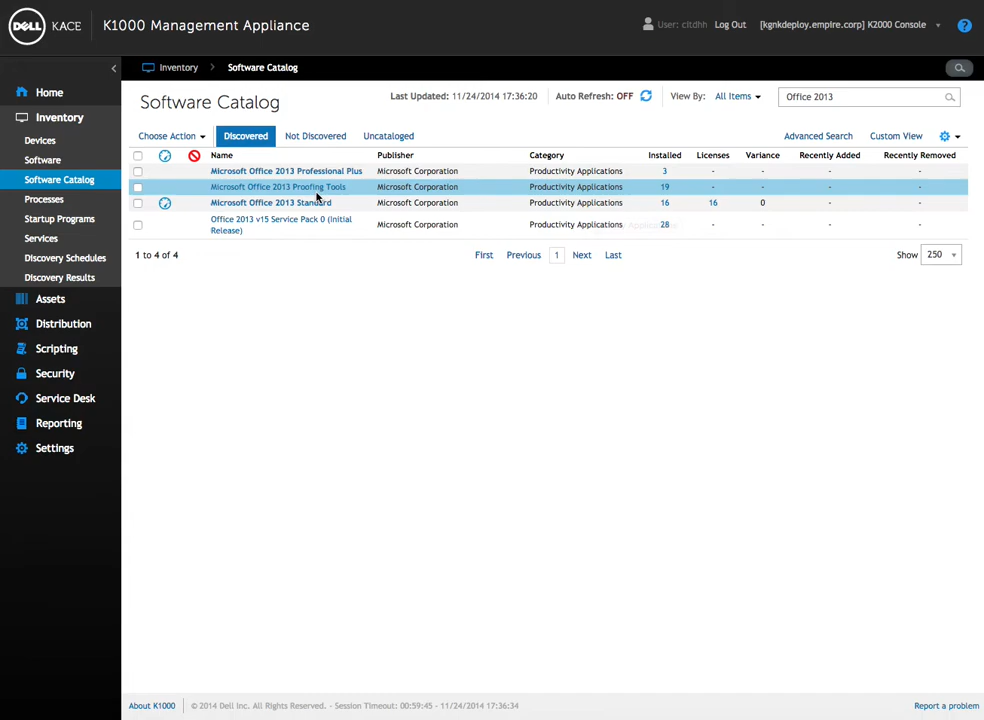 DELL KACE K1000 Management Appliance
User: citdhh Log Out [kgnkdeploy.empire.corp] K2000 Console ?
< Inventory > Software Catalog
Home
Inventory
Devices
Software
Software Catalog
Processes
Startup Programs
Services
Discovery Schedules
Discovery Results
Assets
Distribution
Scripting
Security
Service Desk
Reporting
Settings
Software Catalog Last Updated: 11/24/2014 17:36:20 Auto Refresh: OFF View By: All Items Office 2013
Choose Action Discovered Not Discovered Uncataloged Advanced Search Custom View
Name Publisher Category Installed Licenses Variance Recently Added Recently Removed
Microsoft Office 2013 Professional Plus Microsoft Corporation Productivity Applications 3 - - - -
Microsoft Office 2013 Proofing Tools Microsoft Corporation Productivity Applications 19 - - - -
Microsoft Office 2013 Standard Microsoft Corporation Productivity Applications 16 16 0 - -
Office 2013 v15 Service Pack 0 (Initial Microsoft Corporation Productivity Applications 28 - - - -
Release)
1 to 4 of 4 First Previous 1 Next Last Show 250
About K1000 © 2014 Dell Inc. All Rights Reserved. - Session Timeout: 00:59:45 - 11/24/2014 17:36:34 Report a problem